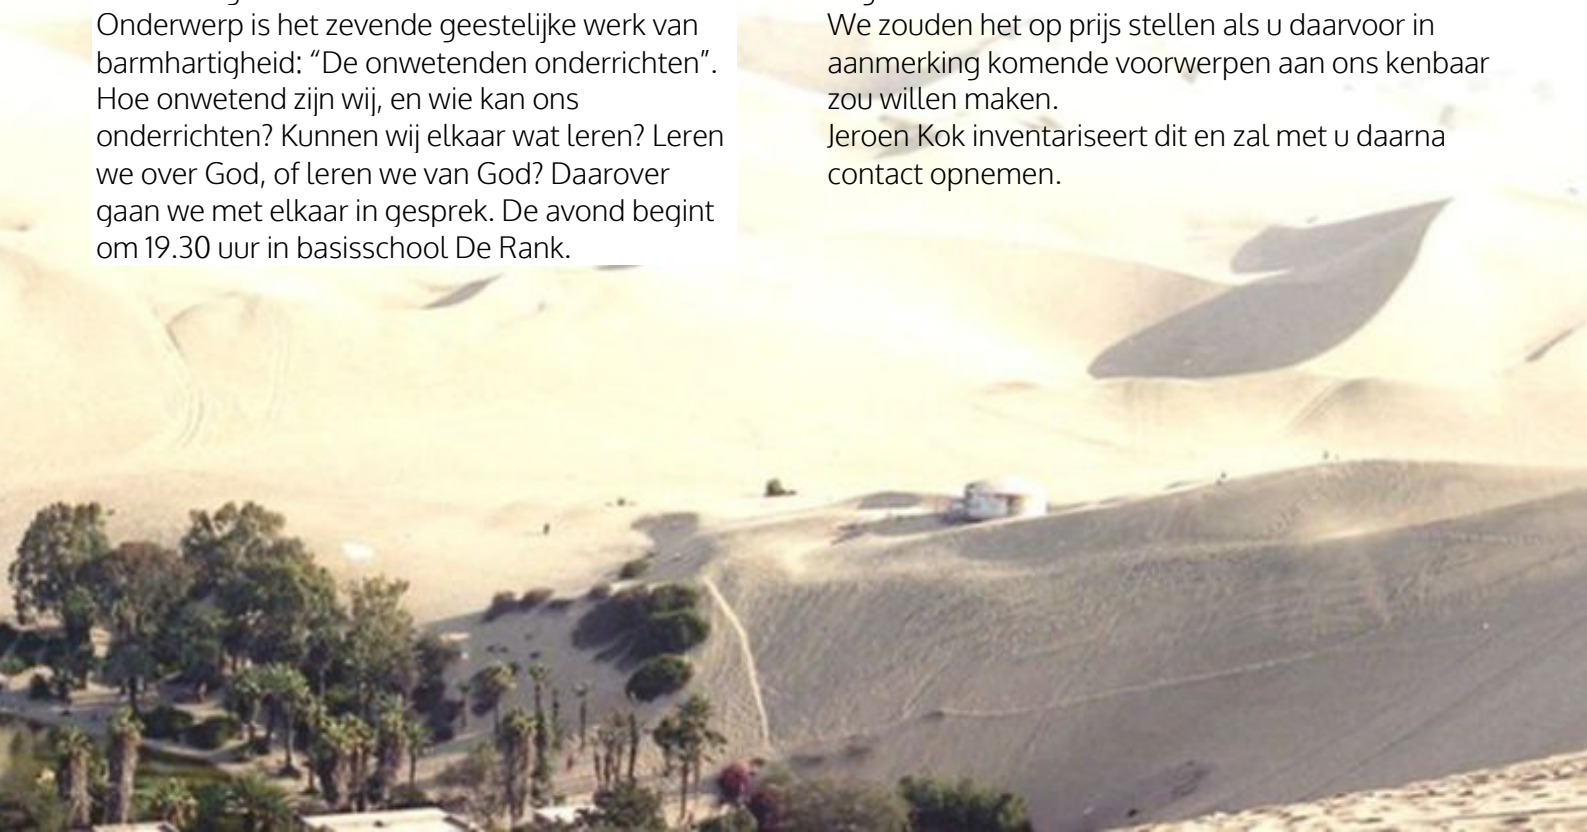 Onderwerp is het zevende geestelijke werk van
barmhartigheid: “De onwetenden onderrichten”.
Hoe onwetend zijn wij, en wie kan ons
onderrichten? Kunnen wij elkaar wat leren? Leren
we over God, of leren we van God? Daarover
gaan we met elkaar in gesprek. De avond begint
om 19.30 uur in basisschool De Rank.
We zouden het op prijs stellen als u daarvoor in
aanmerking komende voorwerpen aan ons kenbaar
zou willen maken.
Jeroen Kok inventariseert dit en zal met u daarna
contact opnemen.